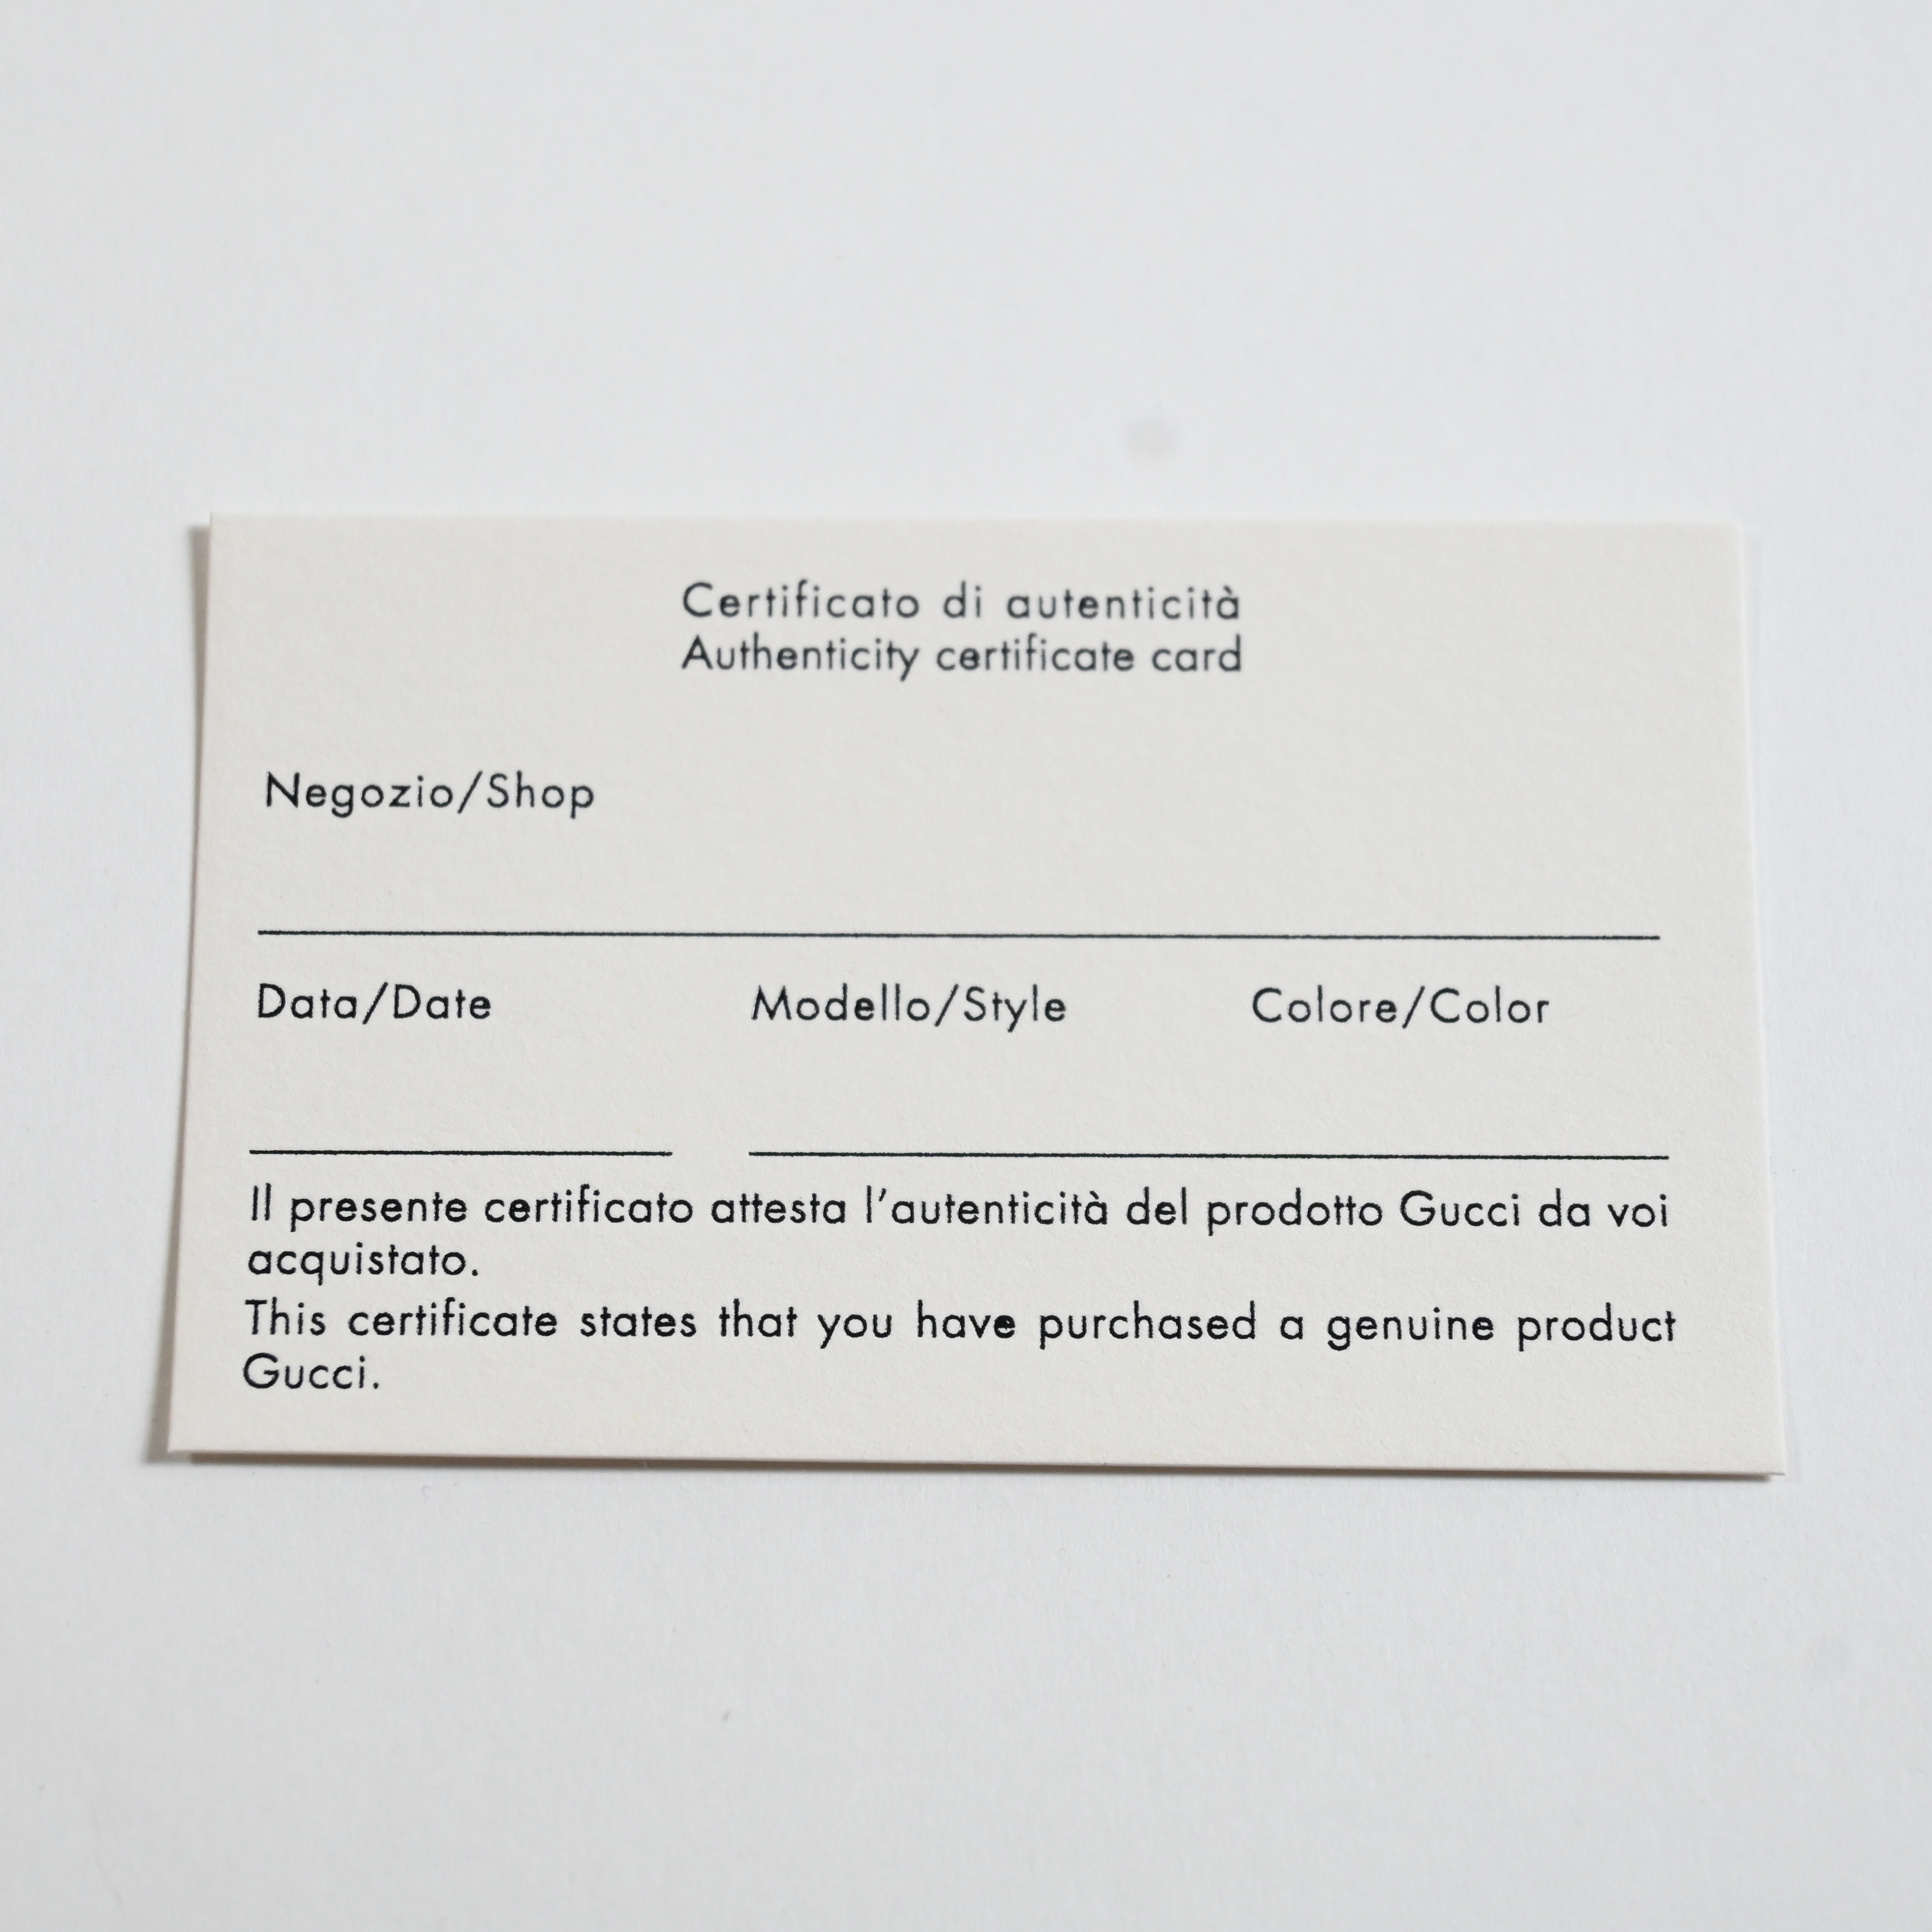 Certificato di autenticità
Authenticity certificate card
Negozio/Shop
Data/Date Modello/Style Colore/Color
Il presente certificato attesta l'autenticità del prodotto Gucci da voi
acquistato.
This certificate states that you have purchased a genuine product
Gucci.